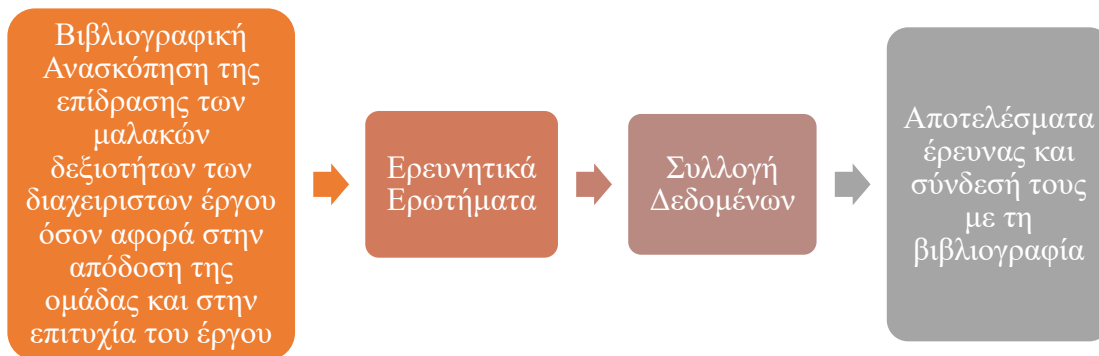 Βιβλιογραφική
Ανασκόπηση της
επίδρασης των
μαλακών
δεξιοτήτων των
διαχειριστων έργου
όσον αφορά στην
απόδοση της
ομάδας και στην
επιτυχία του έργου
Ερευνητικά
Ερωτήματα
Συλλογή
Δεδομένων
Αποτελέσματα
έρευνας και
σύνδεσή τους
με τη
βιβλιογραφία